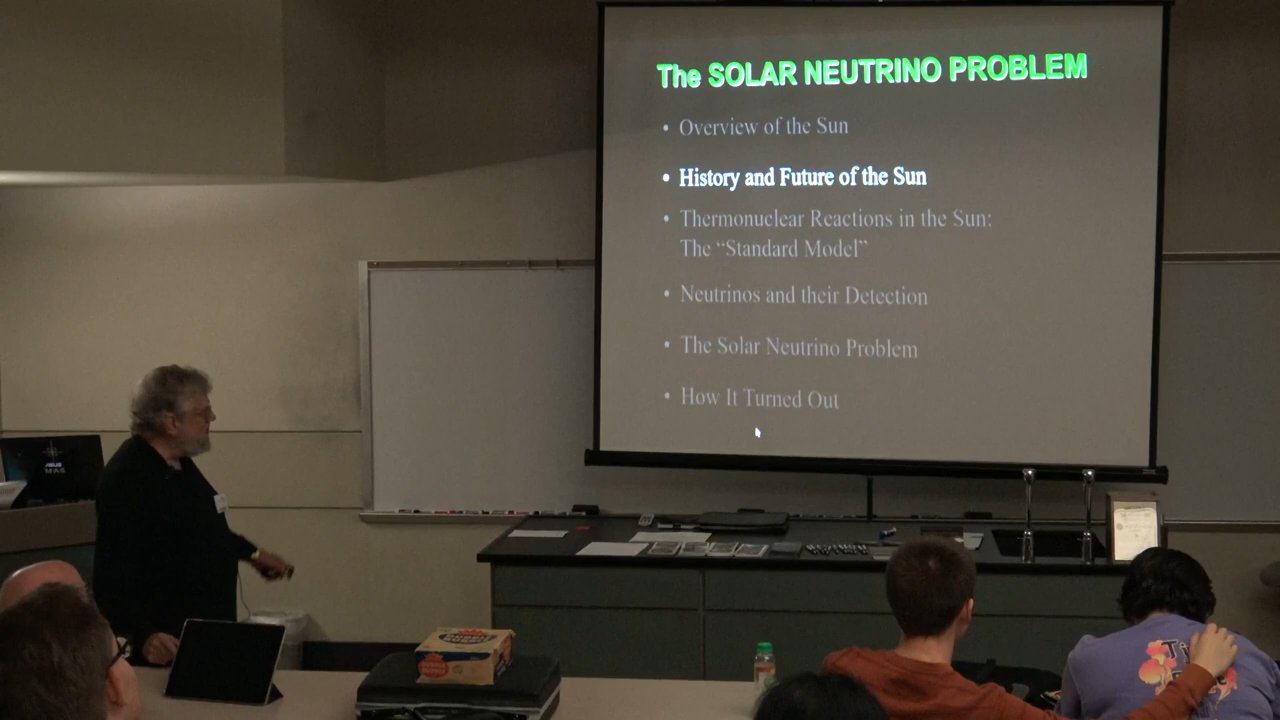 The SOLAR NEUTRINO PROBLEM
• Overview of the Sun
• History and Future of the Sun
• Thermonuclear Reactions in the Sun:
The “Standard Model”
• Neutrinos and their Detection
• The Solar Neutrino Problem
• How It Turned Out